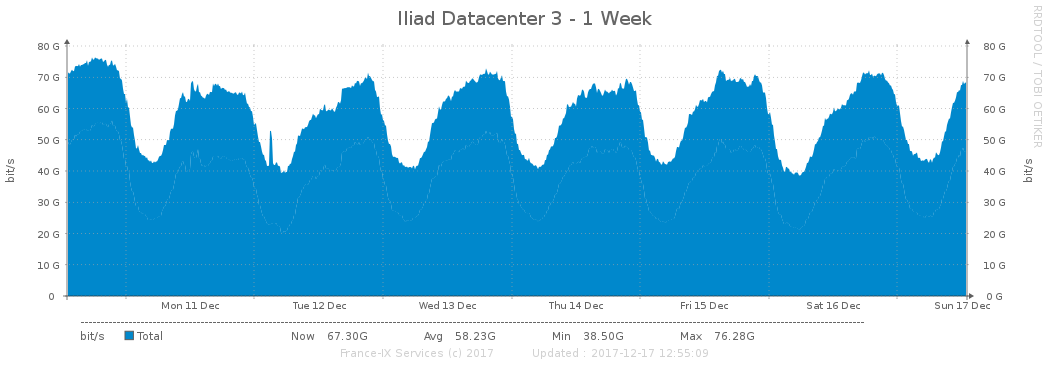 Iliad Datacenter 3 - 1 Week
RRDTOOL / TOBI OETIKER
80 G 80 G
70 G 70 G
60 G 60 G
50 G 50 G
40 G 40 G
30 G 30 G
20 G 20 G
10 G 10 G
0 0 G
bit/s bit/s
Mon 11 Dec Tue 12 Dec Wed 13 Dec Thu 14 Dec Fri 15 Dec Sat 16 Dec Sun 17 Dec
bit/s Total Now 67.30G Avg 58.23G Min 38.50G Max 76.28G
France-IX Services (c) 2017 Updated : 2017-12-17 12:55:09